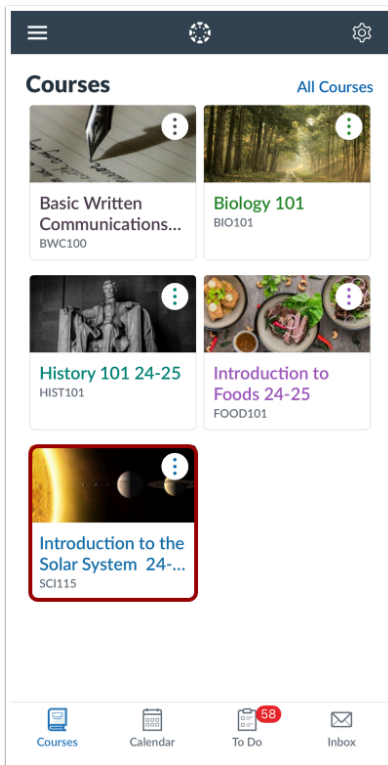 Courses
All Courses
Basic Written
Communications...
BWC100
Biology 101
BIO101
History 101 24-25
HIST101
Introduction to
Foods 24-25
FOOD101
Introduction to the
Solar System 24-...
SCI115
58
Courses
Calendar
To Do
Inbox